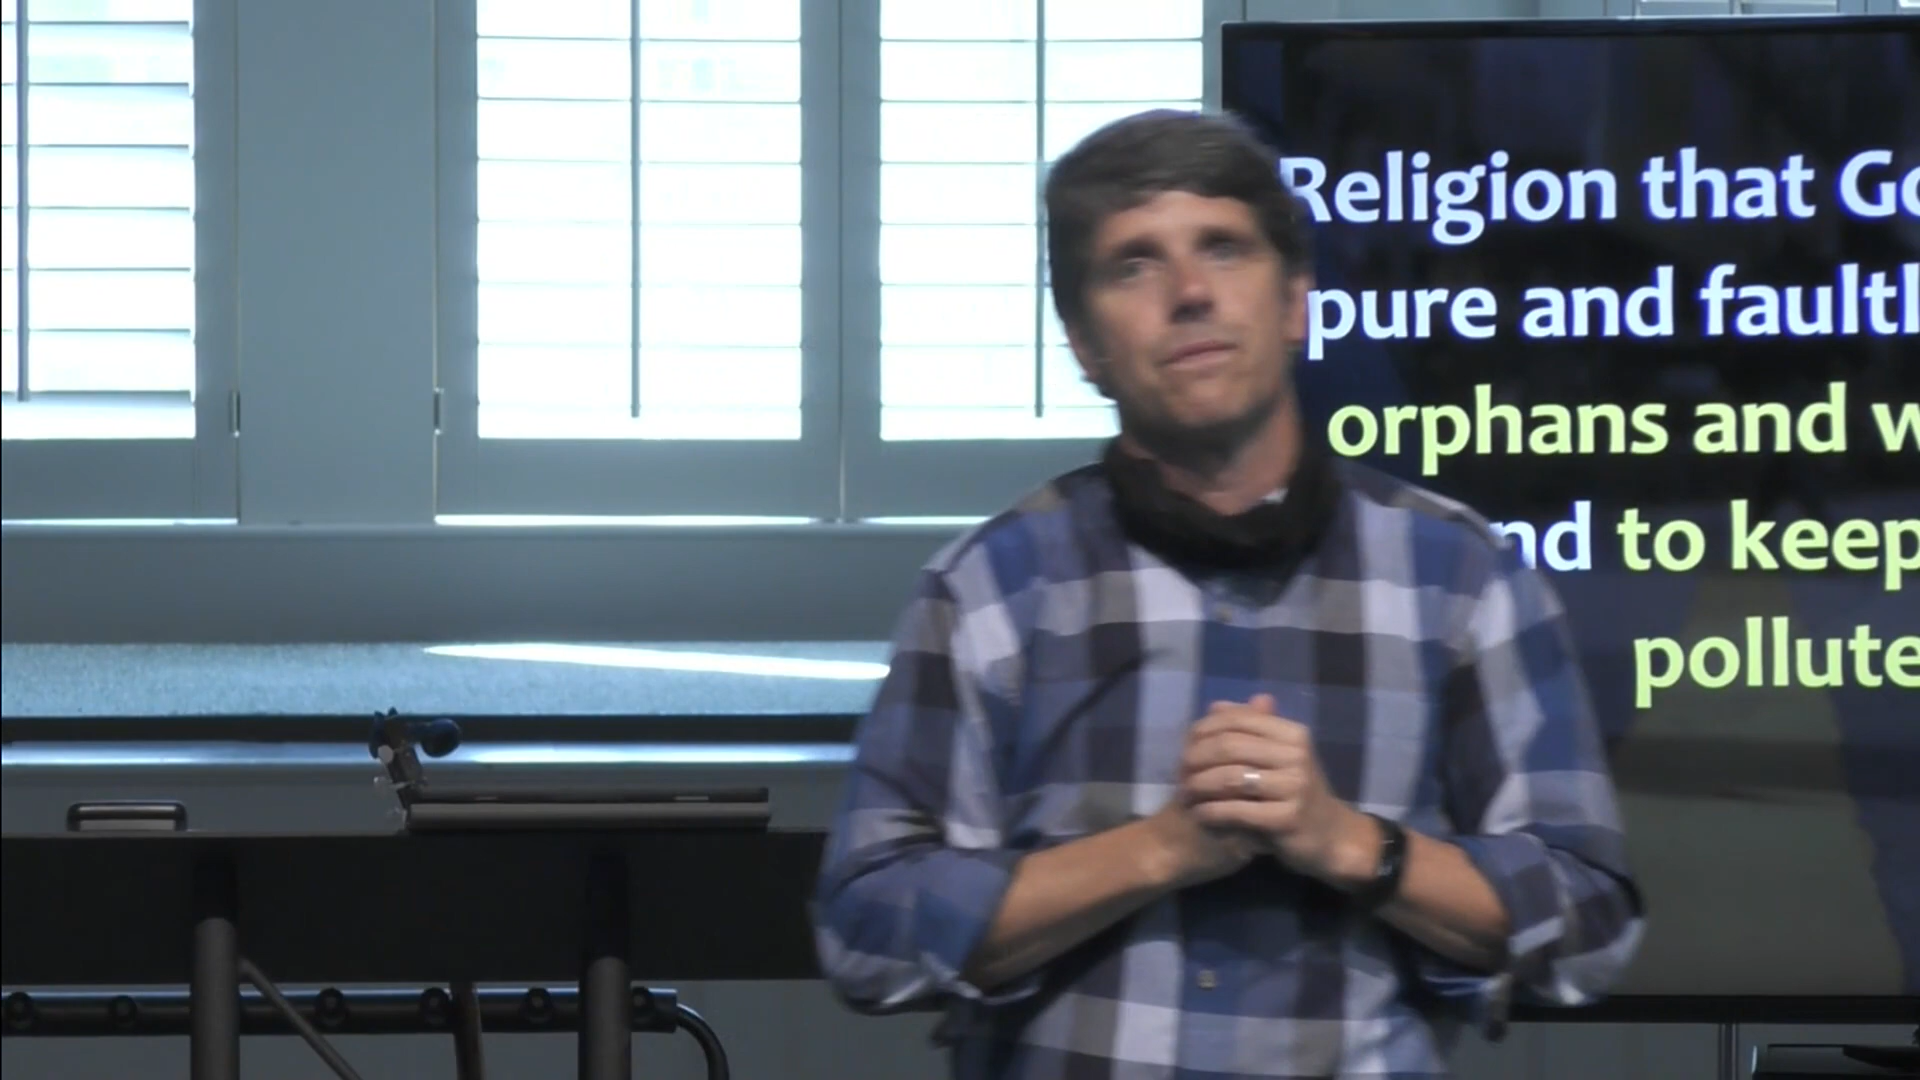 Religion that Go
pure and faultl
orphans and w
nd to keep
pollute